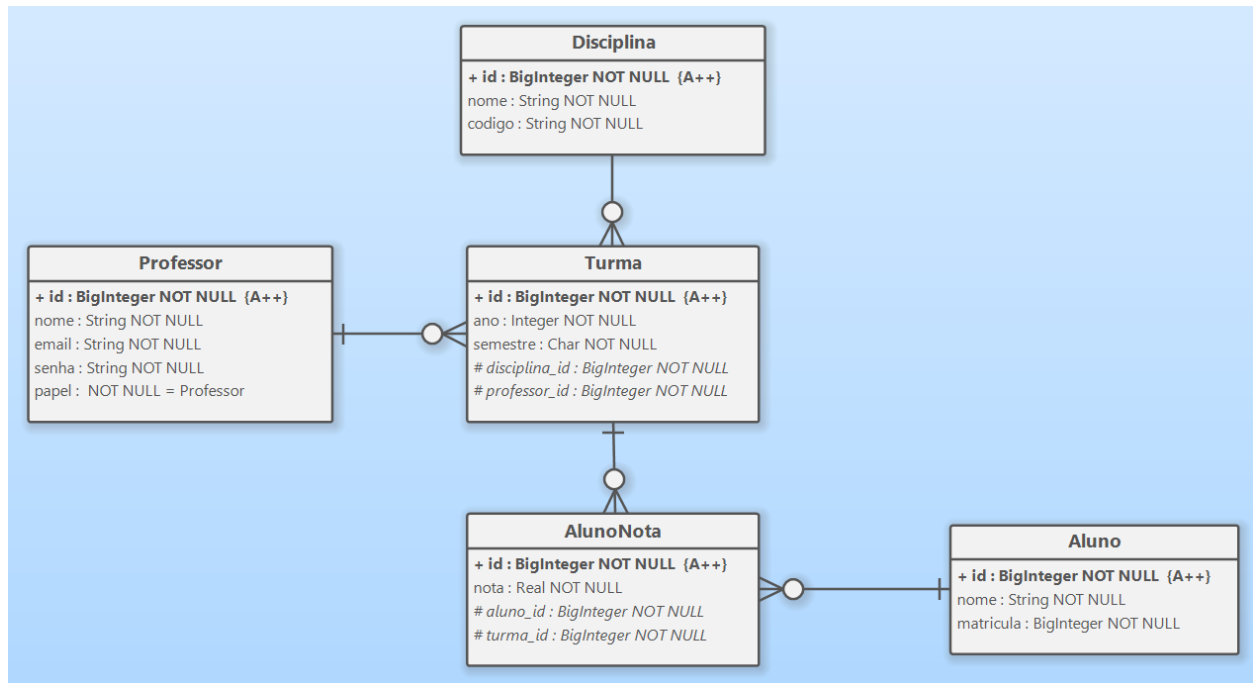 Disciplina
+ id : BigInteger NOT NULL {A++}
nome : String NOT NULL
codigo : String NOT NULL
Professor
+ id : BigInteger NOT NULL {A++}
nome : String NOT NULL
email : String NOT NULL
senha : String NOT NULL
papel : NOT NULL = Professor
Turma
+ id : BigInteger NOT NULL {A++}
ano : Integer NOT NULL
semestre : Char NOT NULL
# disciplina_id : BigInteger NOT NULL
# professor_id : BigInteger NOT NULL
AlunoNota
+ id : BigInteger NOT NULL {A++}
nota : Real NOT NULL
# aluno_id : BigInteger NOT NULL
# turma_id : BigInteger NOT NULL
Aluno
+ id : BigInteger NOT NULL {A++}
nome : String NOT NULL
matricula : BigInteger NOT NULL